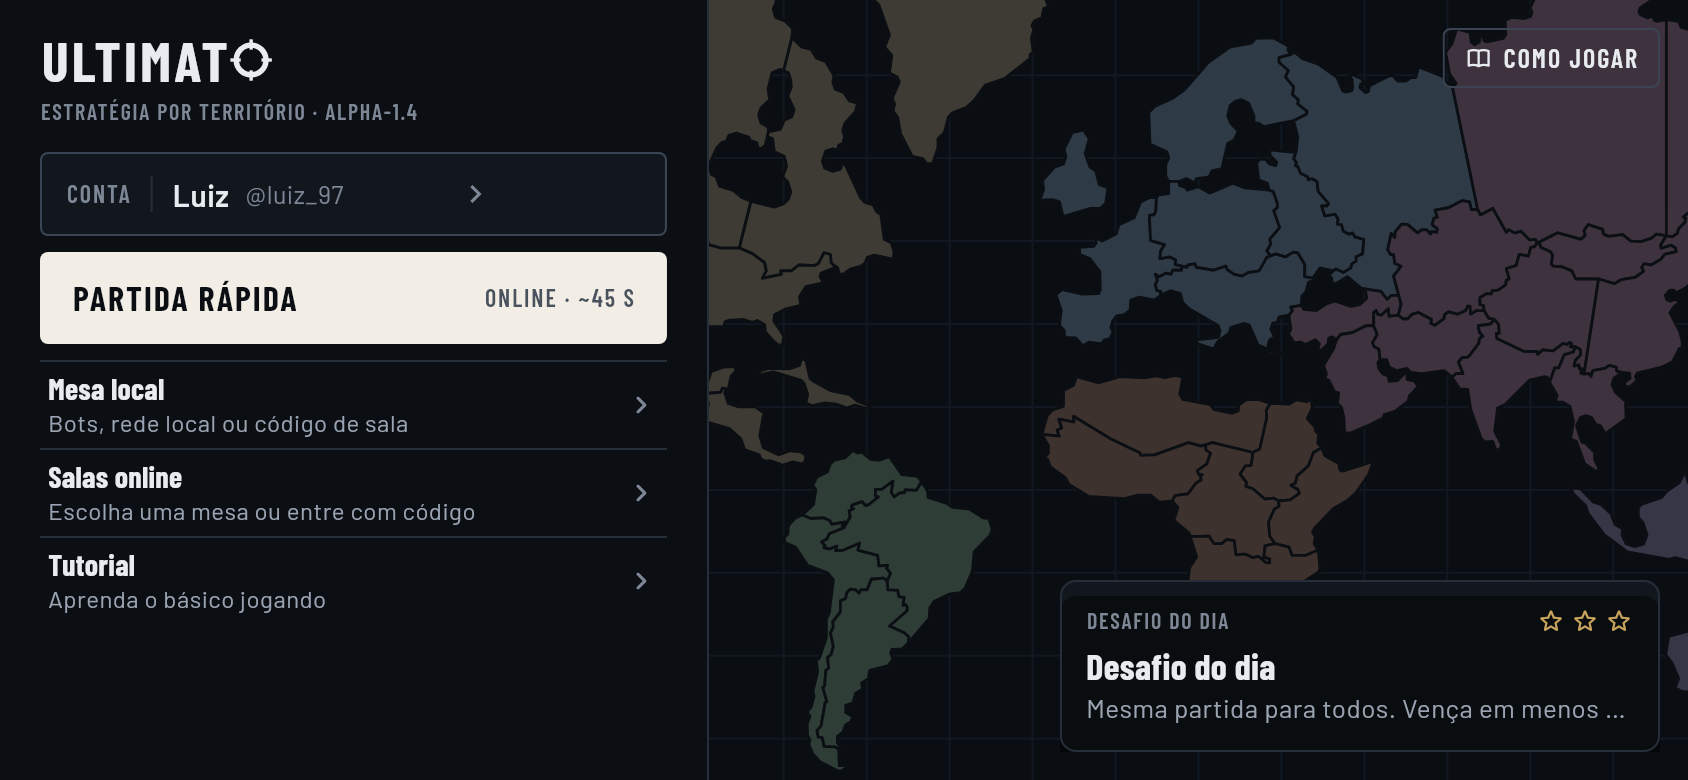 ULTIMATO
ESTRATÉGIA POR TERRITÓRIO · ALPHA-1.4
CONTA Luiz @luiz_97
PARTIDA RÁPIDA ONLINE · ~45 S
Mesa local
Bots, rede local ou código de sala
Salas online
Escolha uma mesa ou entre com código
Tutorial
Aprenda o básico jogando
COMO JOGAR
DESAFIO DO DIA
Desafio do dia
Mesma partida para todos. Vença em menos ...